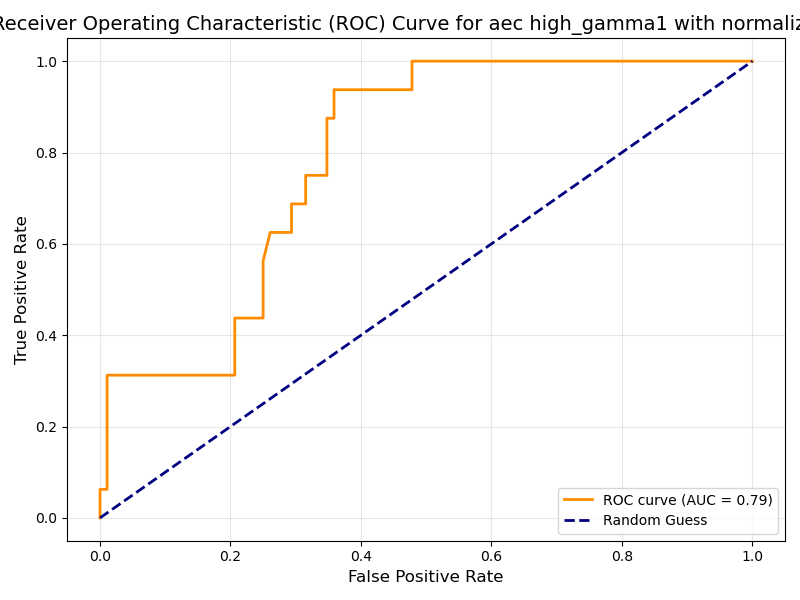 Receiver Operating Characteristic (ROC) Curve for aec high_gamma1 with normaliz
1.0
0.8
0.6
0.4
0.2
0.0
True Positive Rate
0.0 0.2 0.4 0.6 0.8 1.0
False Positive Rate
ROC curve (AUC = 0.79)
Random Guess